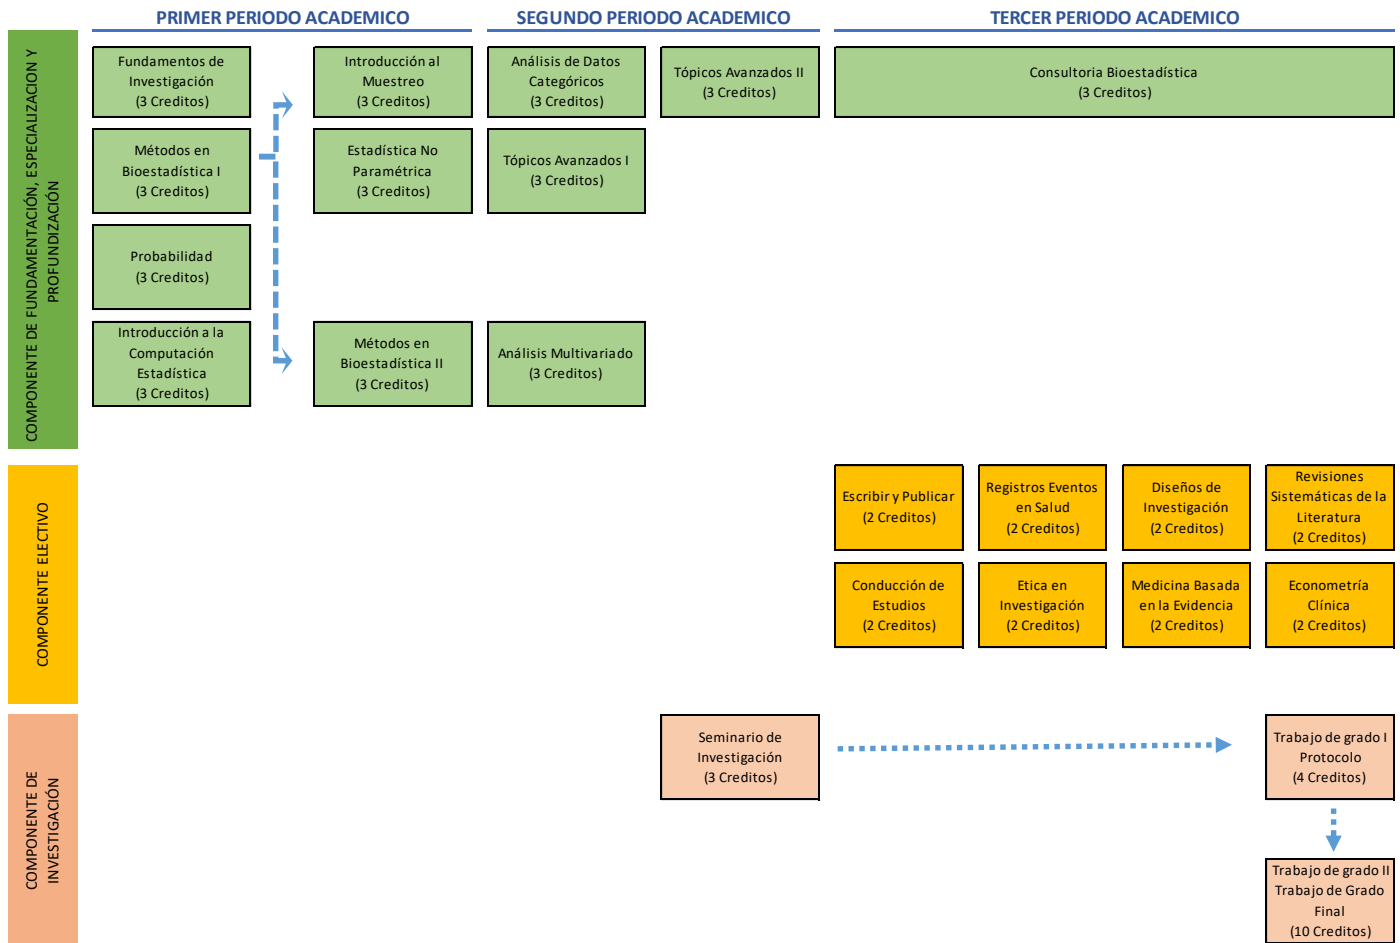 PRIMER PERIODO ACADEMICO
SEGUNDO PERIODO ACADEMICO
TERCER PERIODO ACADEMICO
COMPONENTE DE FUNDAMENTACIÓN, ESPECIALIZACION Y
PROFUNDIZACIÓN
Fundamentos de
Investigación
(3 Creditos)
Introducción al
Muestreo
(3 Creditos)
Análisis de Datos
Categóricos
(3 Creditos)
Tópicos Avanzados II
(3 Creditos)
Consultoria Bioestadística
(3 Creditos)
Métodos en
Bioestadística I
(3 Creditos)
Estadística No
Paramétrica
(3 Creditos)
Tópicos Avanzados I
(3 Creditos)
Probabilidad
(3 Creditos)
Introducción a la
Computación
Estadística
(3 Creditos)
Métodos en
Bioestadística II
(3 Creditos)
Análisis Multivariado
(3 Creditos)
COMPONENTE ELECTIVO
Escribir y Publicar
(2 Creditos)
Registros Eventos
en Salud
(2 Creditos)
Diseños de
Investigación
(2 Creditos)
Revisiones
Sistemáticas de la
Literatura
(2 Creditos)
Conducción de
Estudios
(2 Creditos)
Etica en
Investigación
(2 Creditos)
Medicina Basada
en la Evidencia
(2 Creditos)
Econometría
Clínica
(2 Creditos)
COMPONENTE DE
INVESTIGACIÓN
Seminario de
Investigación
(3 Creditos)
Trabajo de grado I
Protocolo
(4 Creditos)
Trabajo de grado II
Trabajo de Grado
Final
(10 Creditos)